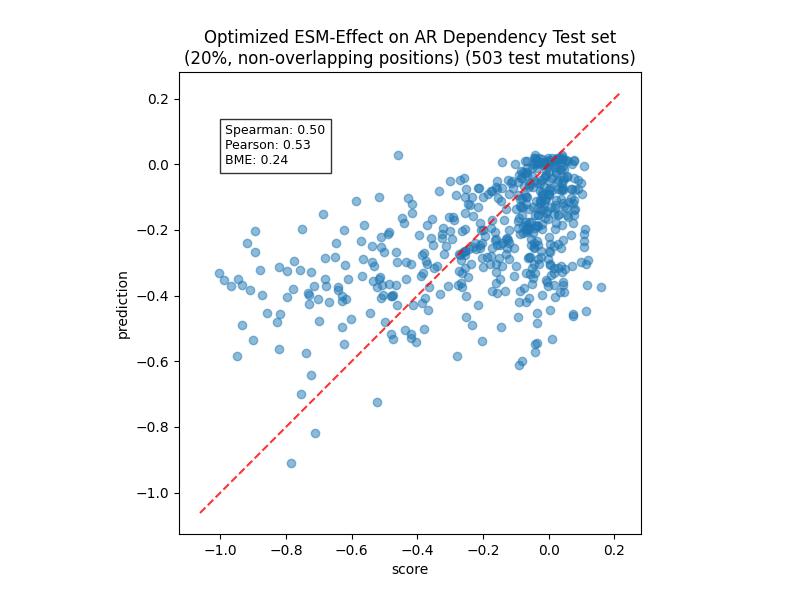 Optimized ESM-Effect on AR Dependency Test set
(20%, non-overlapping positions) (503 test mutations)
0.2
0.0
−0.2
−0.4
−0.6
−0.8
−1.0
prediction
Spearman: 0.50
Pearson: 0.53
BME: 0.24
−1.0
−0.8
−0.6
−0.4
−0.2
0.0
0.2
score